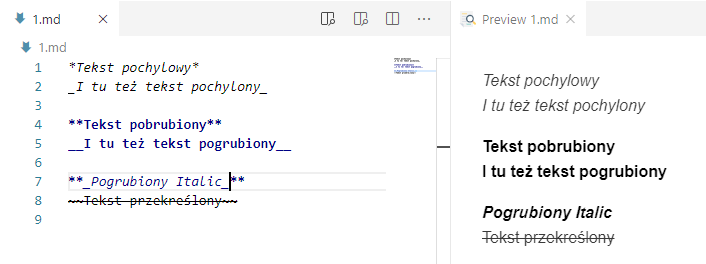 1.md
1.md
1 *Tekst pochylowy*
2 _I tu też tekst pochylony_
3
4 **Tekst pobrubiony**
5 __I tu też tekst pogrubiony__
6
7 **_Pogrubiony Italic_**
8 ~~Tekst przekreślony~~
9
Preview 1.md
Tekst pochylowy
I tu też tekst pochylony
Tekst pobrubiony
I tu też tekst pogrubiony
Pogrubiony Italic
Tekst przekreślony